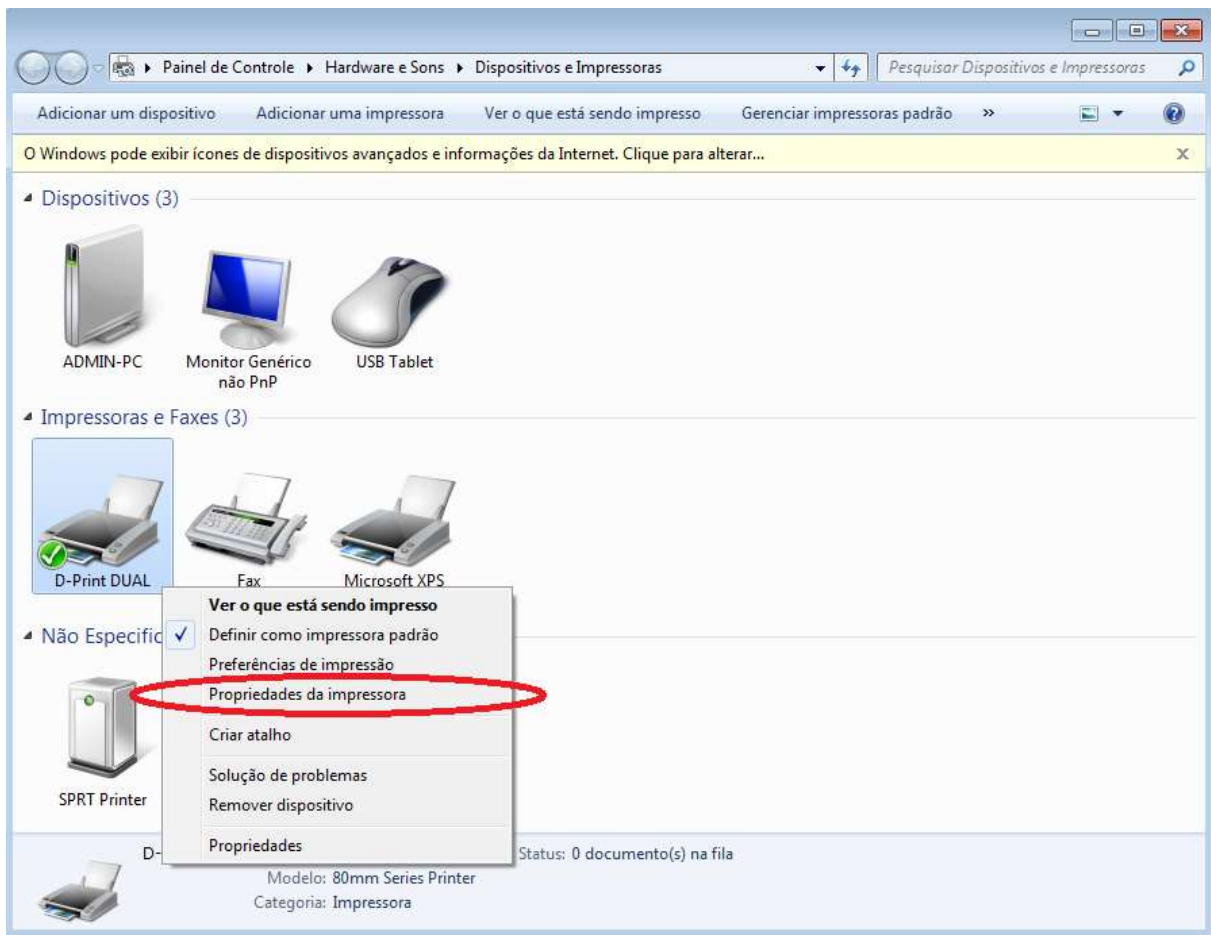 Painel de Controle Hardware e Sons Dispositivos e Impressoras Pesquisar Dispositivos e Impressoras
Adicionar um dispositivo Adicionar uma impressora Ver o que está sendo impresso Gerenciar impressoras padrão »
O Windows pode exibir ícones de dispositivos avançados e informações da Internet. Clique para alterar...
Dispositivos (3)
ADMIN-PC Monitor Genérico USB Tablet
não PnP
Impressoras e Faxes (3)
D-Print DUAL Fax Microsoft XPS
Ver o que está sendo impresso
Não Especific Definir como impressora padrão
Preferências de impressão
Propriedades da impressora
Criar atalho
Solução de problemas
SPRT Printer
Remover dispositivo
Propriedades
D- Status: 0 documento(s) na fila
Modelo: 80mm Series Printer
Categoria: Impressora